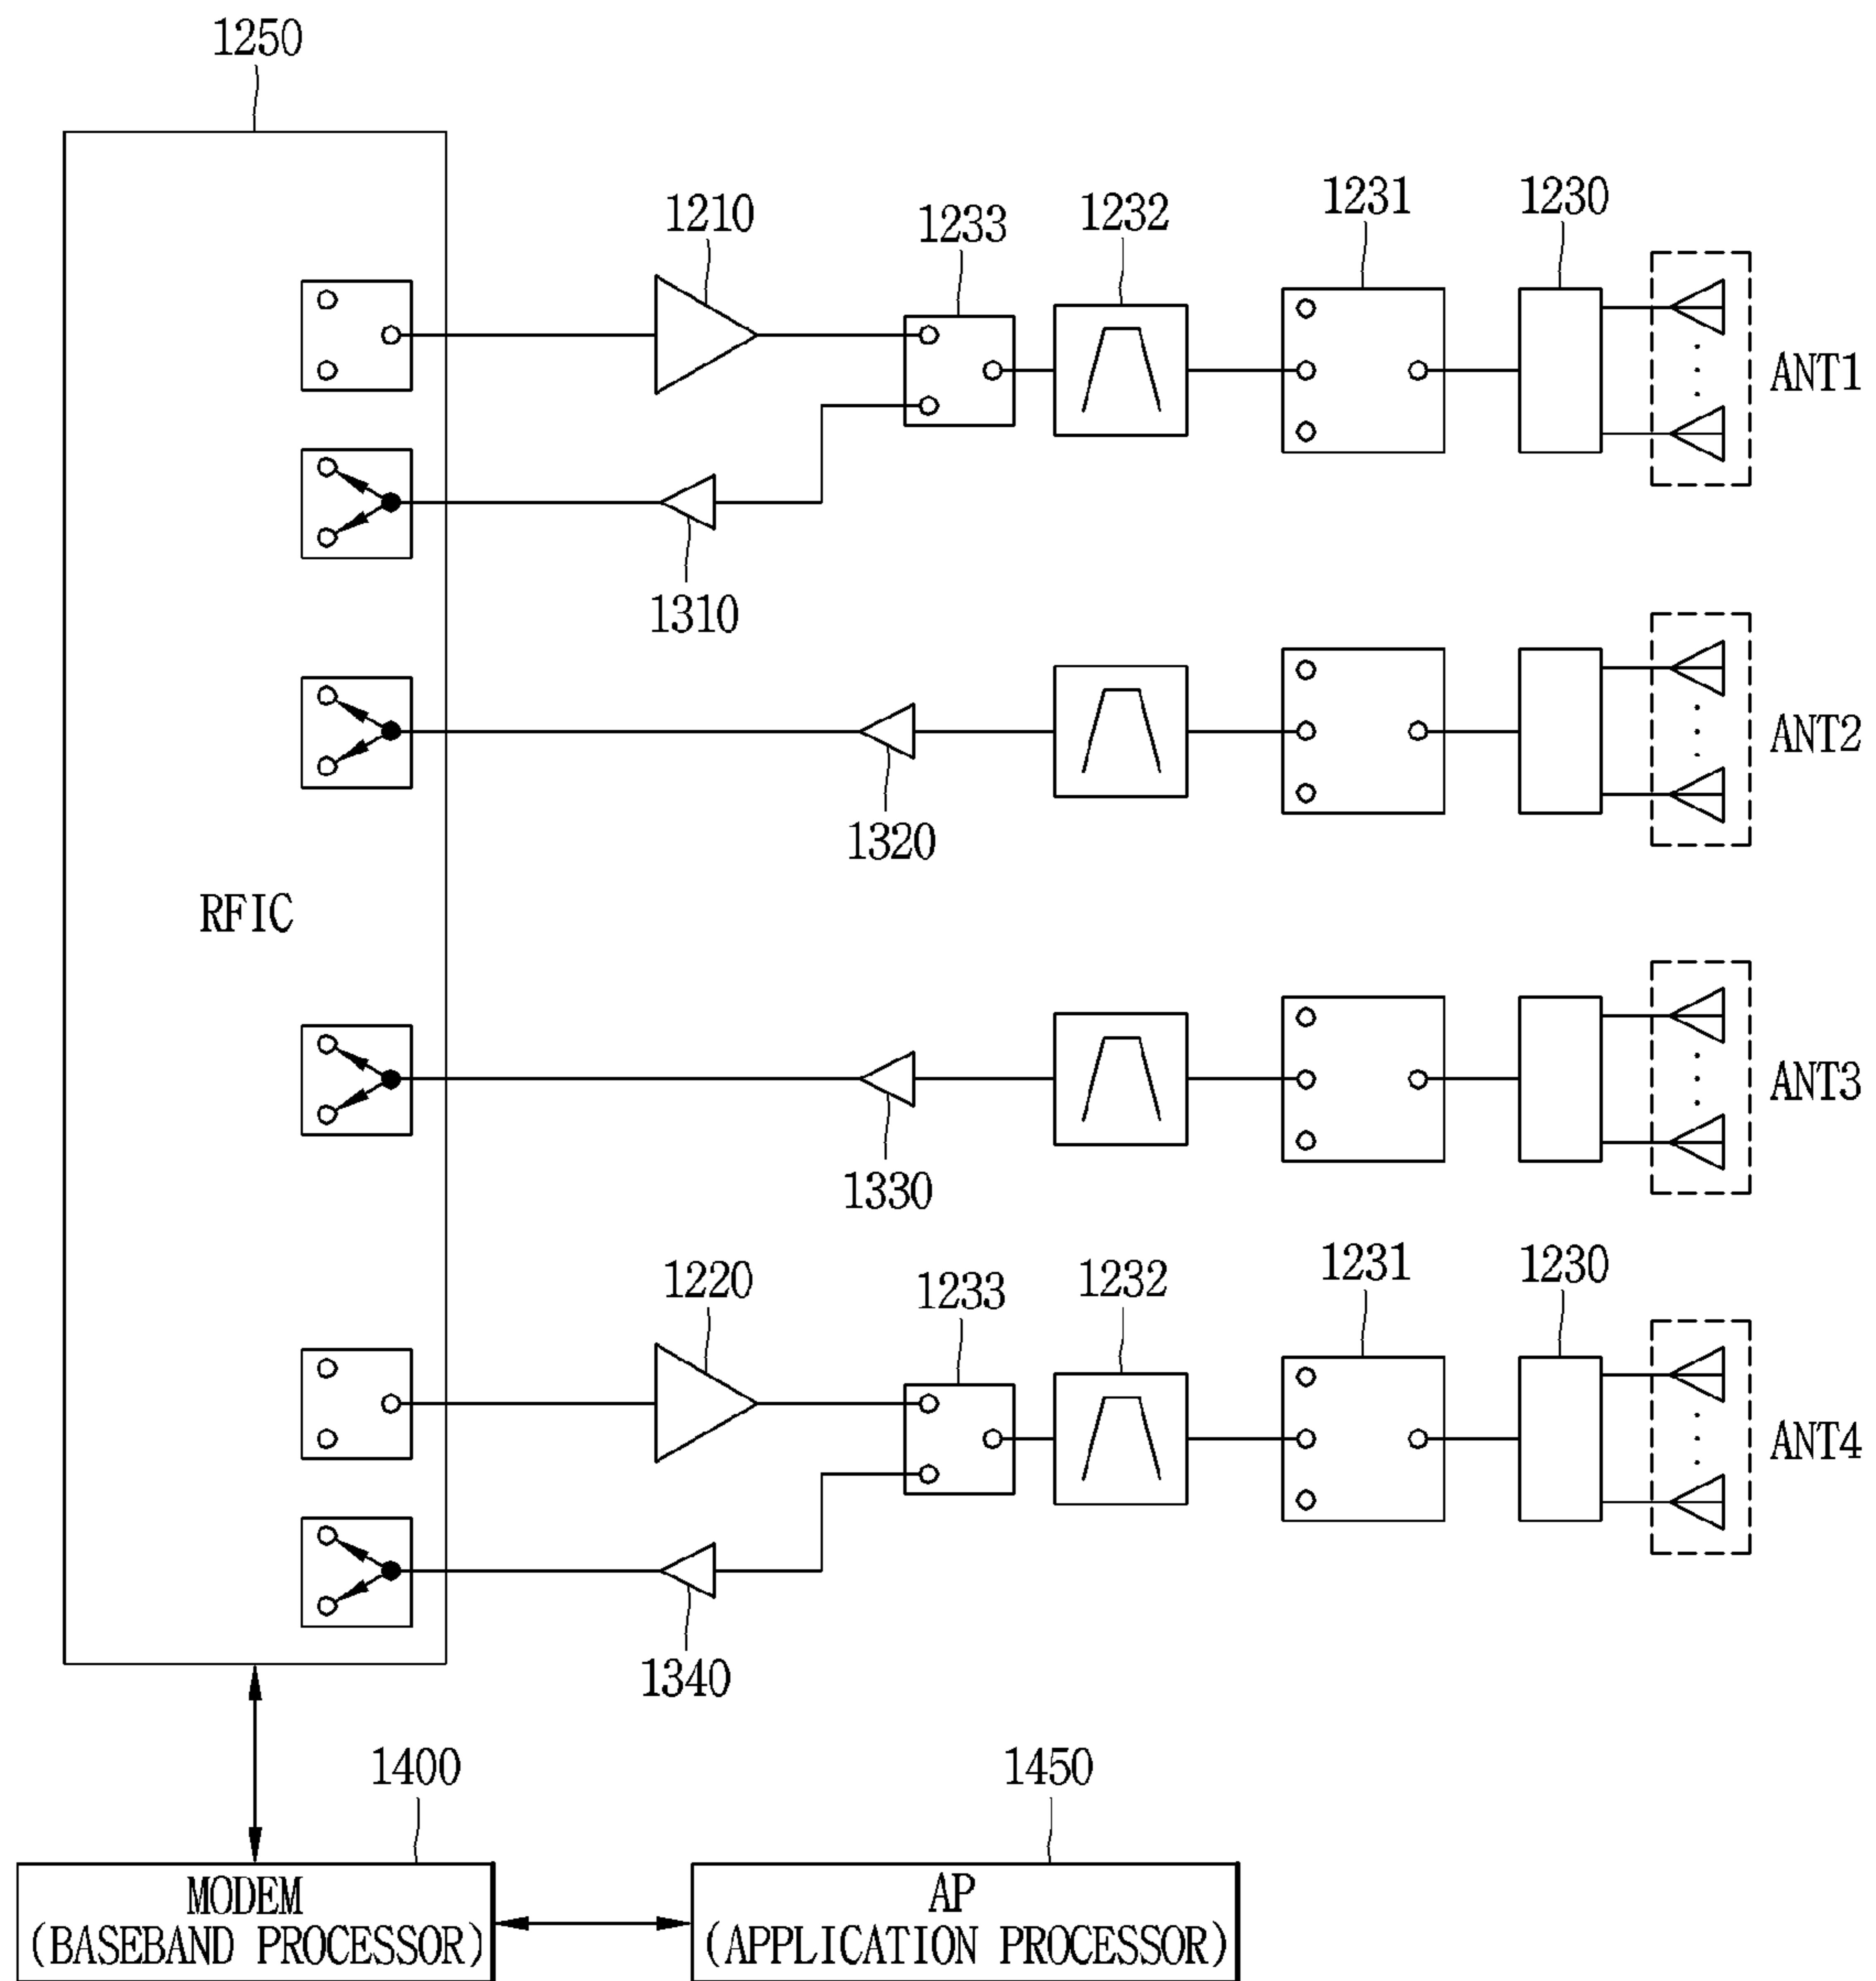 1250
1210
1233
1232
1231
1230
ANT1
1310
ANT2
1320
RFIC
ANT3
1330
1220
1233
1232
1231
1230
ANT4
1340
1400
1450
MODEM
(BASEBAND PROCESSOR)
AP
(APPLICATION PROCESSOR)